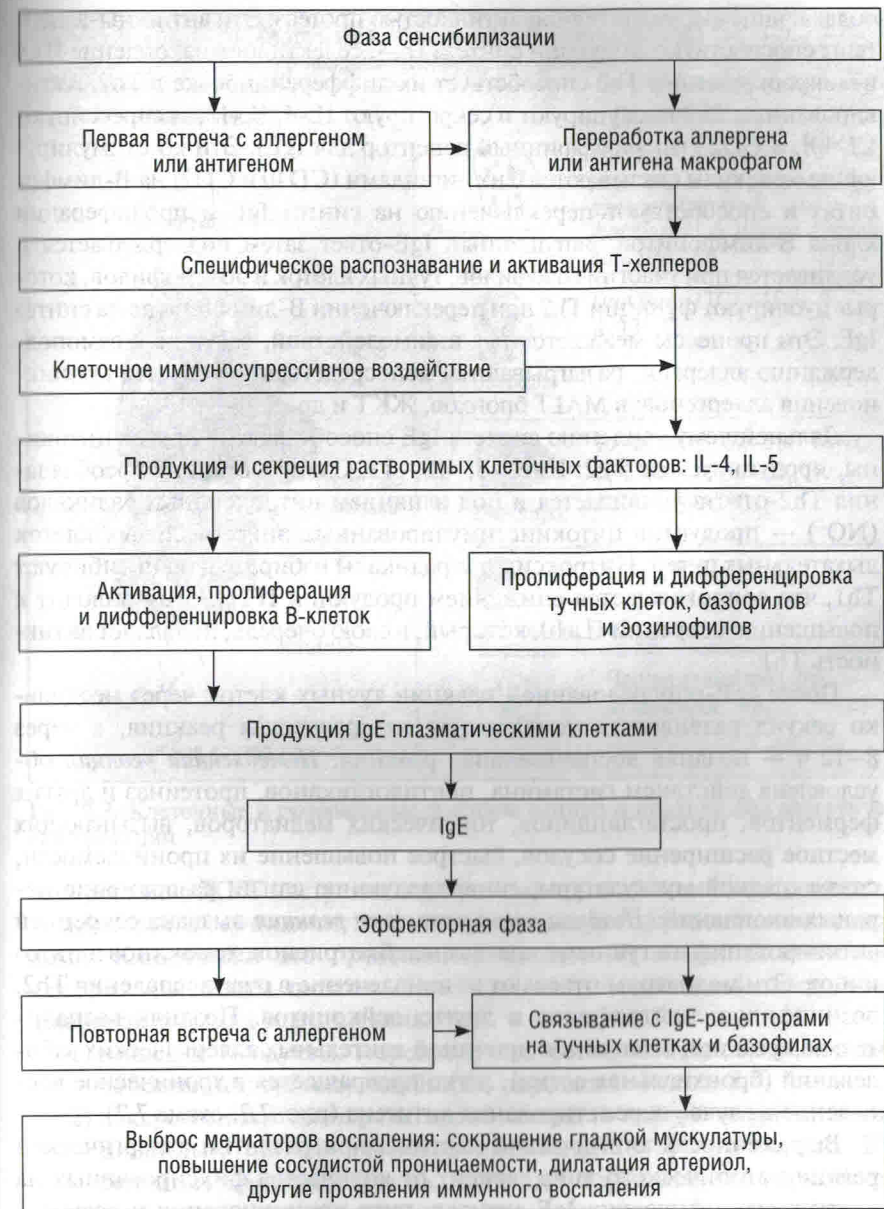 Фаза сенсибилизации
Первая встреча с аллергеном
или антигеном
Переработка аллергена
или антигена макрофагом
Специфическое распознавание и активация Т-хелперов
Клеточное иммуносупрессивное воздействие
Продукция и секреция растворимых клеточных факторов: IL-4, IL-5
Активация, пролиферация
и дифференцировка В-клеток
Пролиферация и дифференцировка
тучных клеток, базофилов
и эозинофилов
Продукция IgE плазматическими клетками
IgE
Эффекторная фаза
Повторная встреча с аллергеном
Связывание с IgE-рецепторами
на тучных клетках и базофилах
Выброс медиаторов воспаления: сокращение гладкой мускулатуры,
повышение сосудистой проницаемости, дилатация артериол,
другие проявления иммунного воспаления